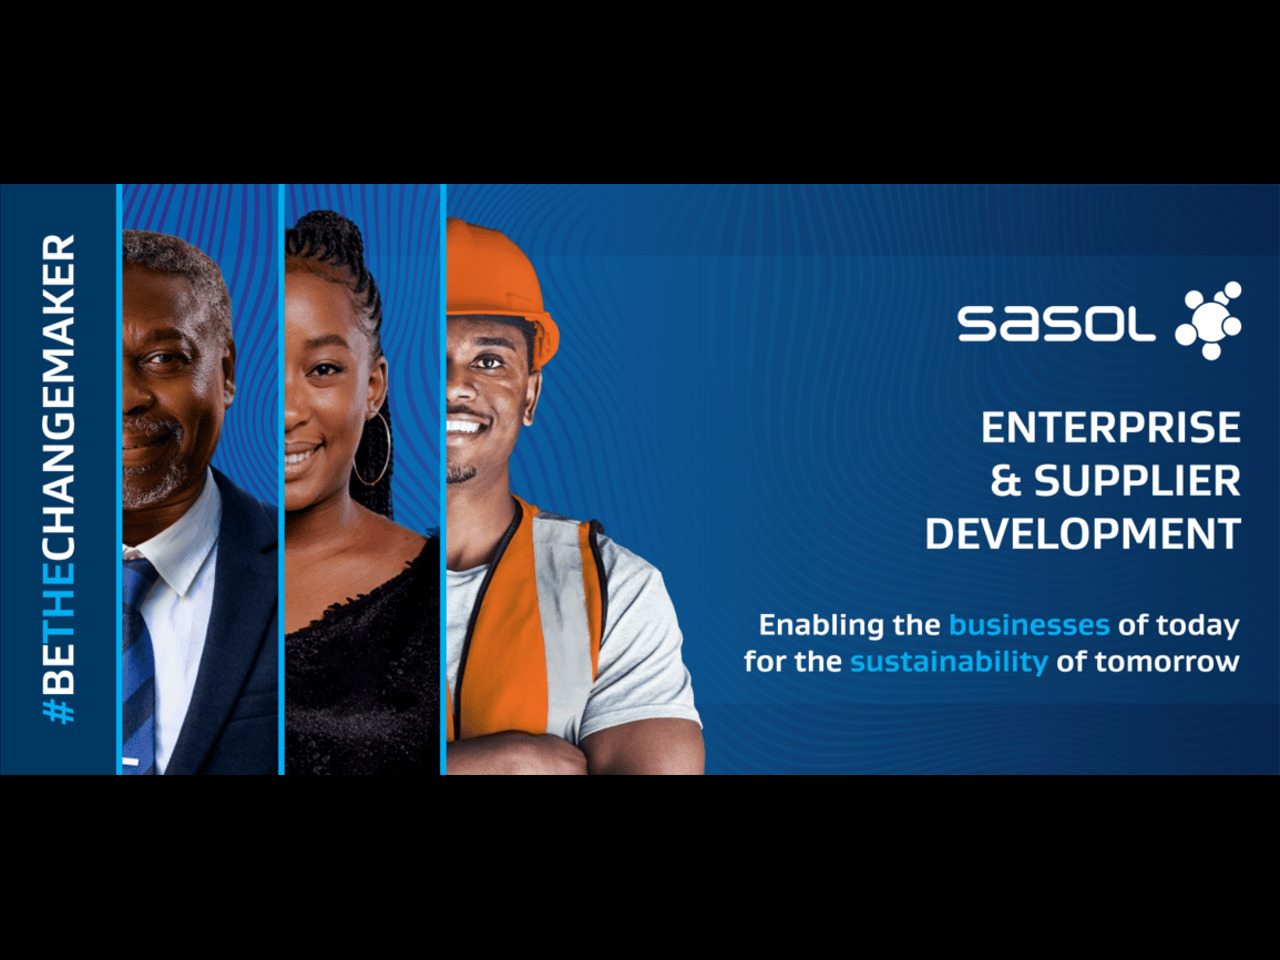 #BETHECHANGEMAKER
sasol
ENTERPRISE
& SUPPLIER
DEVELOPMENT
Enabling the businesses of today
for the sustainability of tomorrow